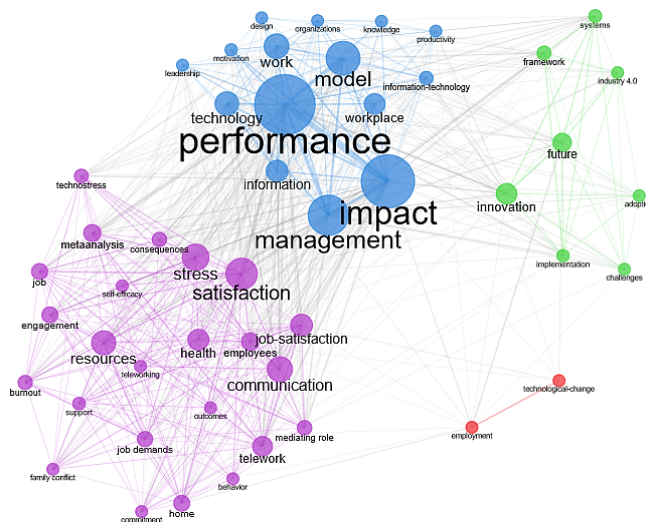 design
organizations
knowledge
systems
productivity
work
motivation
framework
leadership
model
information-technology
industry 4.0
technology
workplace
performance
future
technostress
information
innovation
adopti
impact
management
metaanalysis
consequences
implementation
job
stress
challenges
self-efficacy
satisfaction
engagement
job-satisfaction
resources
health
employees
teleworking
communication
technological-change
burnout
support
outcomes
mediating role
employment
job demands
telework
family conflict
behavior
commitment
home